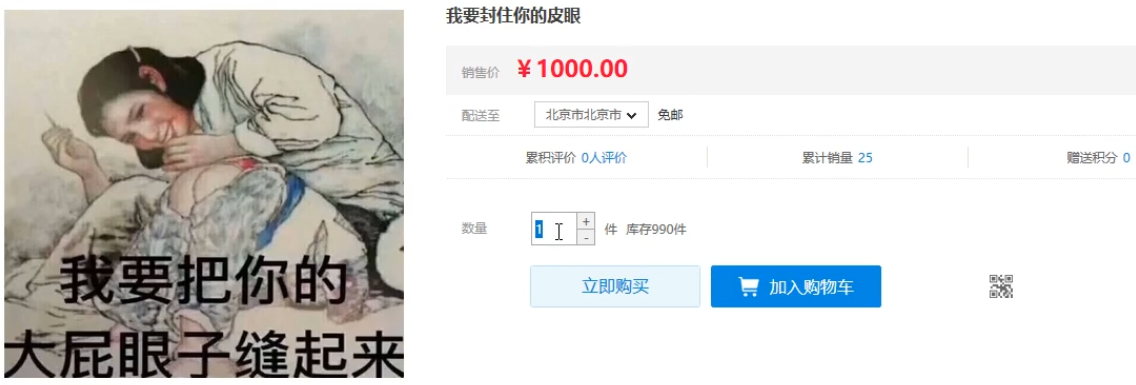 我要封住你的皮眼
销售价 ¥1000.00
配送至 北京市北京市 免邮
累积评价 0人评价 累计销量 25 赠送积分 0
数量 1 + - 件 库存990件
立即购买 加入购物车
我要把你的
大屁眼子缝起来